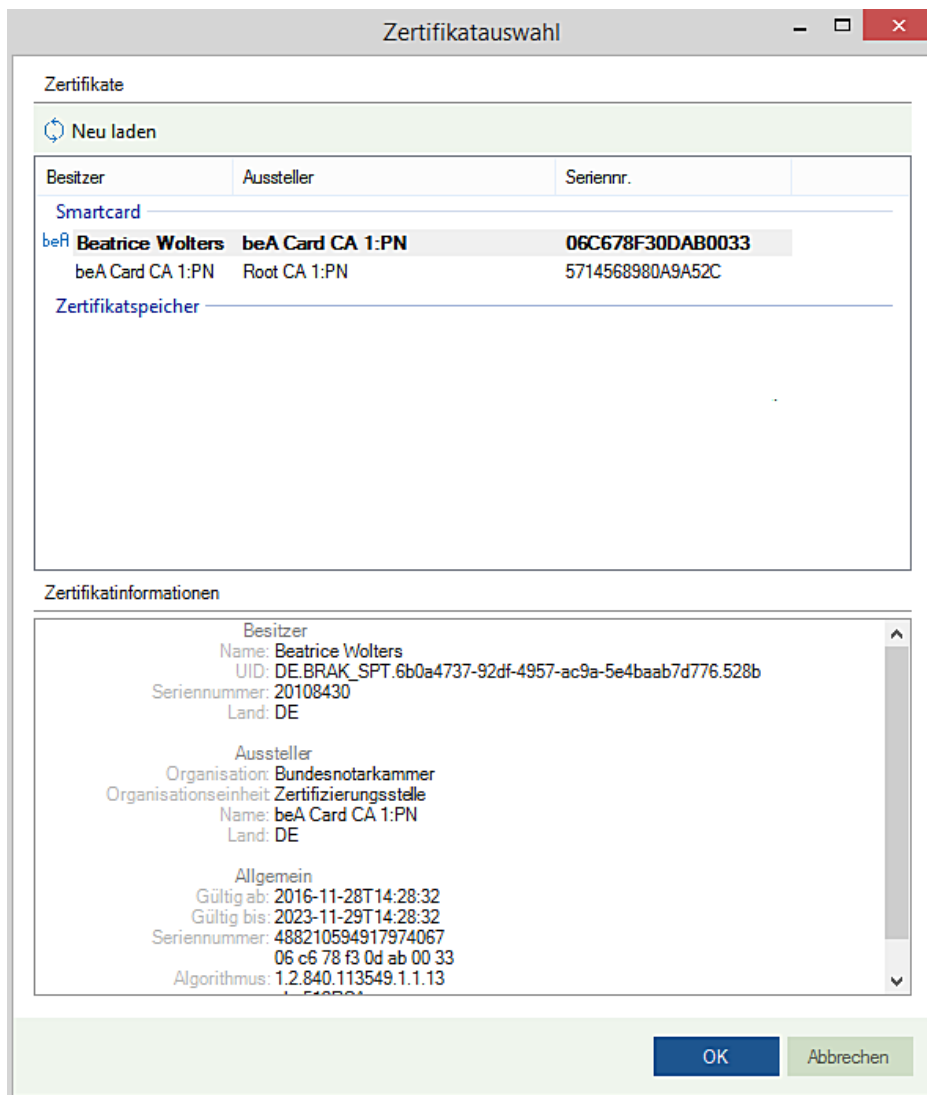 Zertifikatauswahl
Zertifikate
Neu laden
Besitzer Aussteller Seriennr.
Smartcard
beA Beatrice Wolters beA Card CA 1:PN 06C678F30DAB0033
beA Card CA 1:PN Root CA 1:PN 5714568980A9A52C
Zertifikatspeicher
Zertifikatinformationen
Besitzer
Name: Beatrice Wolters
UID: DE.BRAK_SPT.6b0a4737-92df-4957-ac9a-5e4baab7d776.528b
Seriennummer: 20108430
Land: DE
Aussteller
Organisation: Bundesnotarkammer
Organisationseinheit: Zertifizierungsstelle
Name: beA Card CA 1:PN
Land: DE
Allgemein
Gültig ab: 2016-11-28T14:28:32
Gültig bis: 2023-11-29T14:28:32
Seriennummer: 488210594917974067
06 c6 78 f3 0d ab 00 33
Algorithmus: 1.2.840.113549.1.1.13
OK Abbrechen